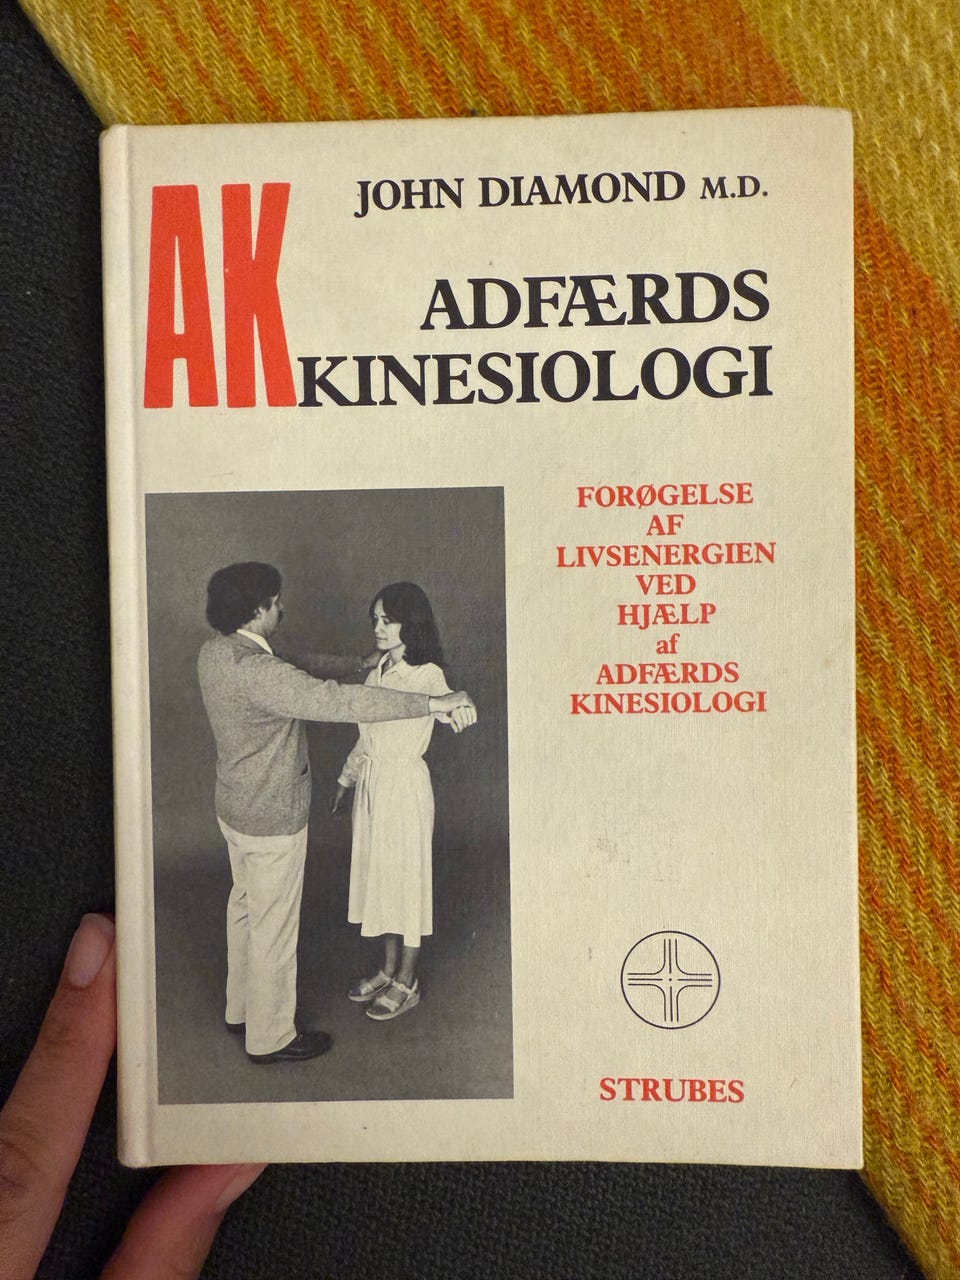 AK
JOHN DIAMOND M.D.
ADFÆRDS
KINESIOLOGI
FORØGELSE
AF
LIVSENERGIEN
VED
HJÆLP
af
ADFÆRDS
KINESIOLOGI
STRUBES